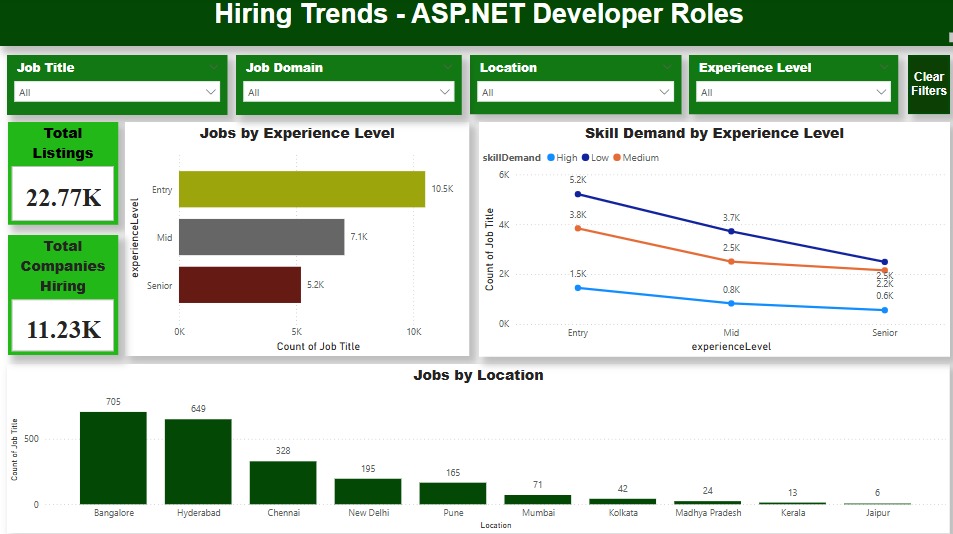 Hiring Trends - ASP.NET Developer Roles
Job Title
All
Job Domain
All
Location
All
Experience Level
All
Clear
Filters
Total
Listings
22.77K
Total
Companies
Hiring
11.23K
Jobs by Experience Level
experienceLevel
Entry
10.5K
Mid
7.1K
Senior
5.2K
0K
5K
10K
Count of Job Title
Skill Demand by Experience Level
skillDemand High Low Medium
Count of Job Title
6K
4K
2K
0K
5.2K
3.8K
1.5K
3.7K
2.5K
0.8K
2.5K
2.2K
0.6K
Entry
Mid
Senior
experienceLevel
Jobs by Location
Count of Job Title
500
0
705
649
328
195
165
71
42
24
13
6
Bangalore
Hyderabad
Chennai
New Delhi
Pune
Mumbai
Kolkata
Madhya Pradesh
Kerala
Jaipur
Location